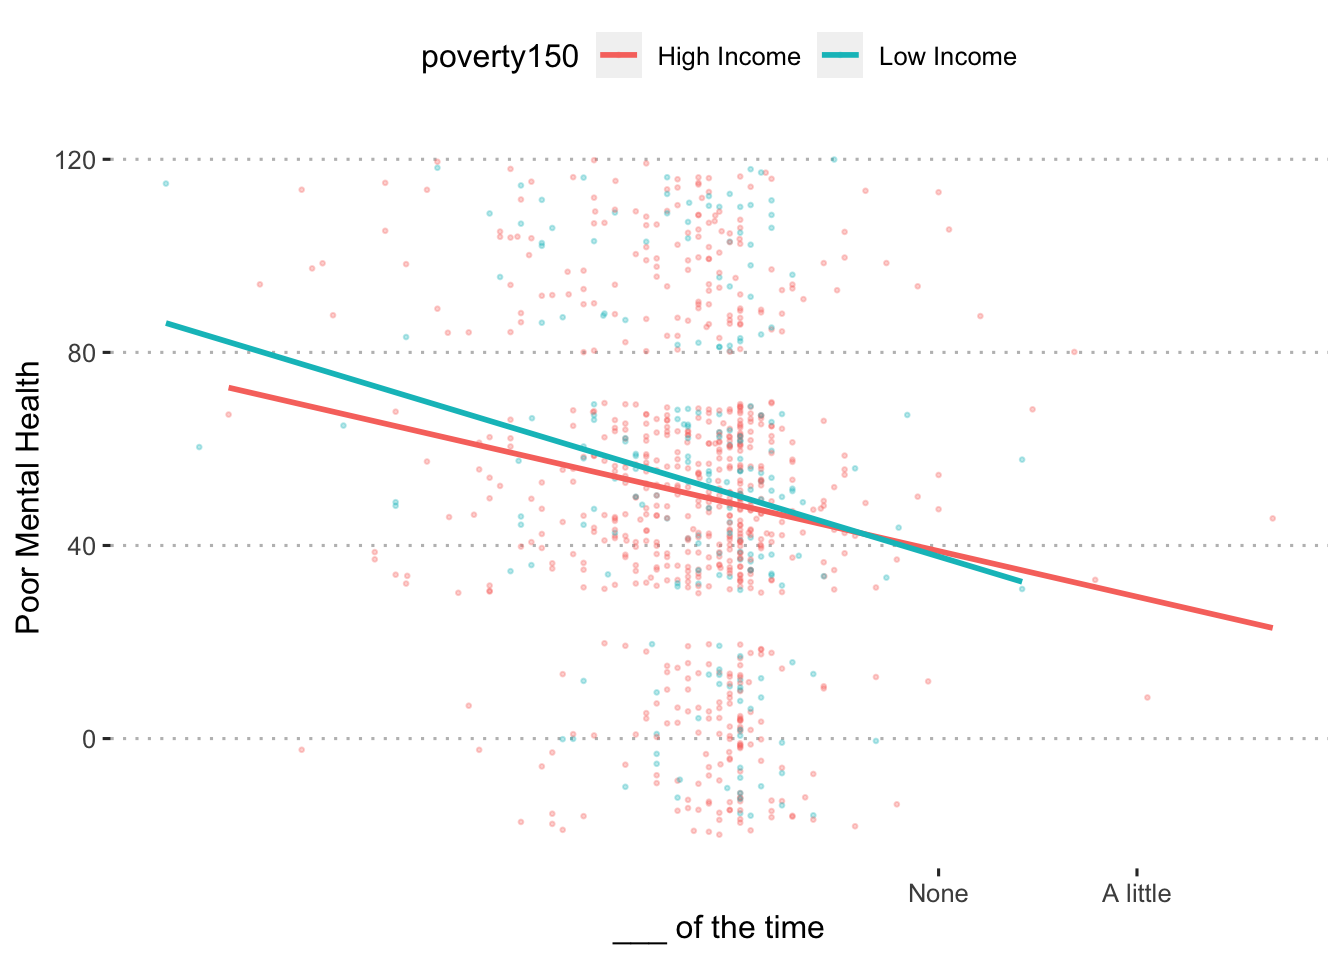 poverty150 High Income Low Income
120
80
40
0
Poor Mental Health
None A little
___ of the time